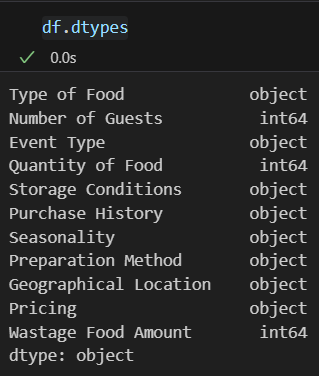 df.dtypes
✓ 0.0s
Type of Food object
Number of Guests int64
Event Type object
Quantity of Food int64
Storage Conditions object
Purchase History object
Seasonality object
Preparation Method object
Geographical Location object
Pricing object
Wastage Food Amount int64
dtype: object